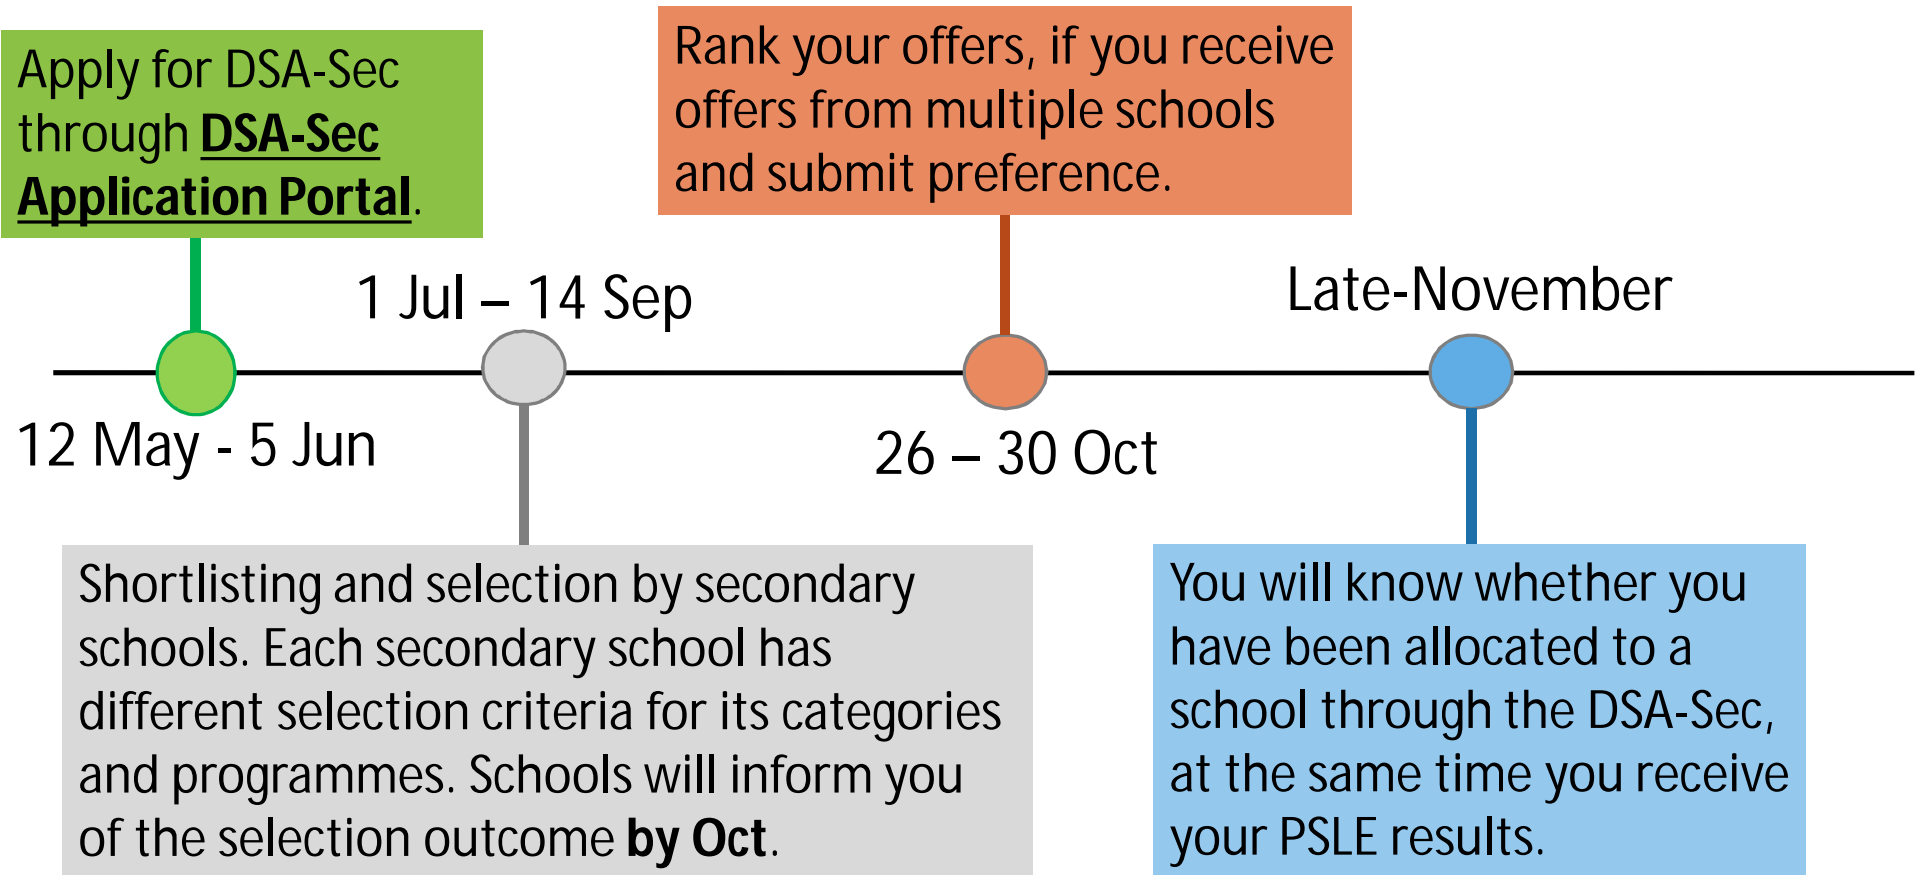 Apply for DSA-Sec
through DSA-Sec
Application Portal.
12 May - 5 Jun
1 Jul – 14 Sep
Shortlisting and selection by secondary
schools. Each secondary school has
different selection criteria for its categories
and programmes. Schools will inform you
of the selection outcome by Oct.
Rank your offers, if you receive
offers from multiple schools
and submit preference.
26 – 30 Oct
Late-November
You will know whether you
have been allocated to a
school through the DSA-Sec,
at the same time you receive
your PSLE results.